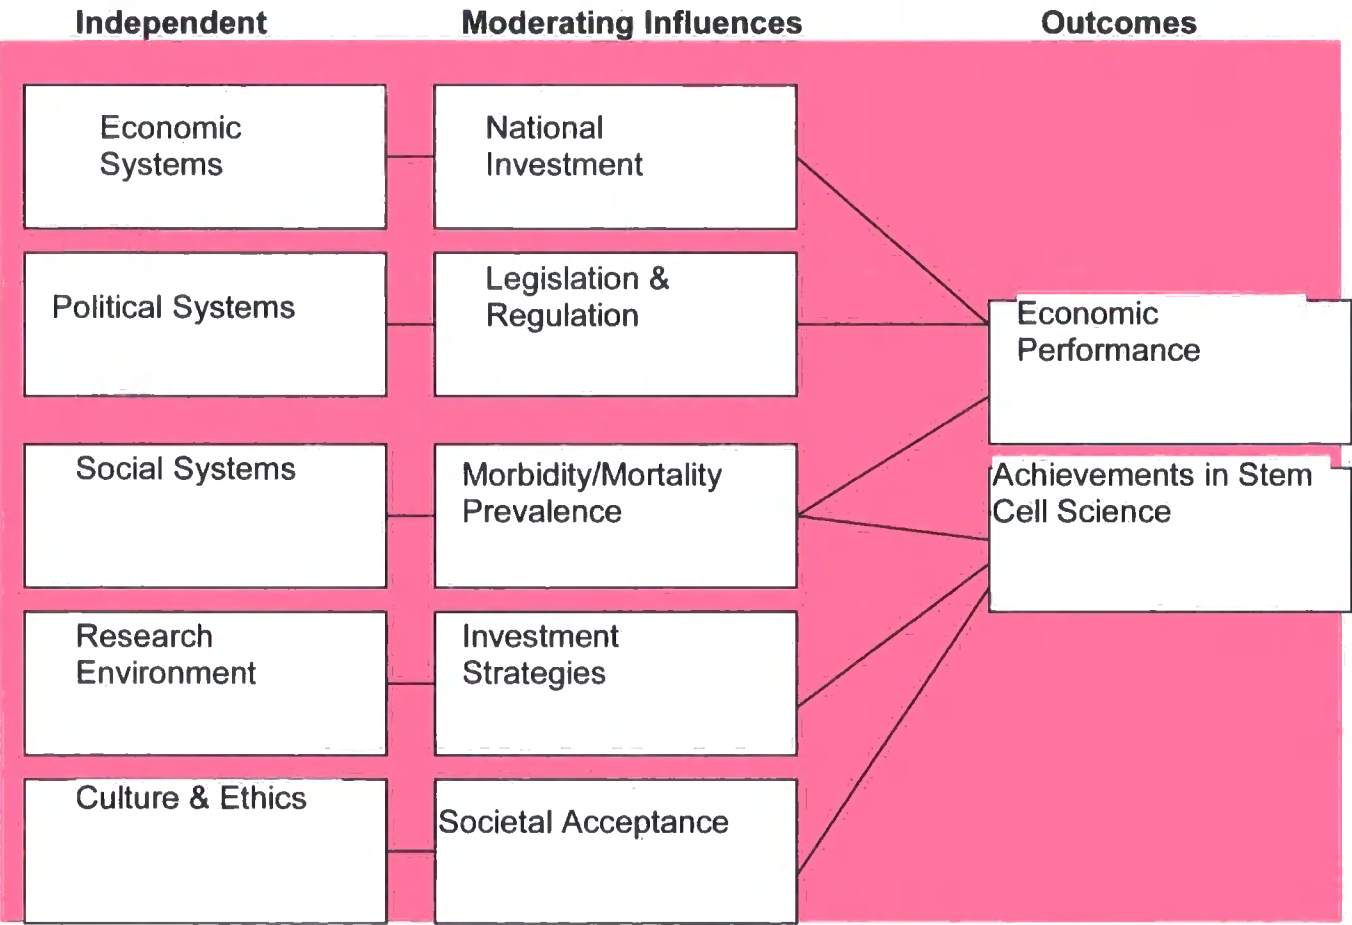 Independent
Moderating Influences
Outcomes
Economic
Systems
National
Investment
Political Systems
Legislation &
Regulation
Economic
Performance
Social Systems
Morbidity/Mortality
Prevalence
Achievements in Stem
Cell Science
Research
Environment
Investment
Strategies
Culture & Ethics
Societal Acceptance